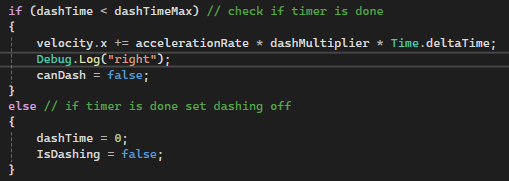 if (dashTime < dashTimeMax) // check if timer is done
{
velocity.x += accelerationRate * dashMultiplier * Time.deltaTime;
Debug.Log("right");
canDash = false;
}
else // if timer is done set dashing off
{
dashTime = 0;
IsDashing = false;
}